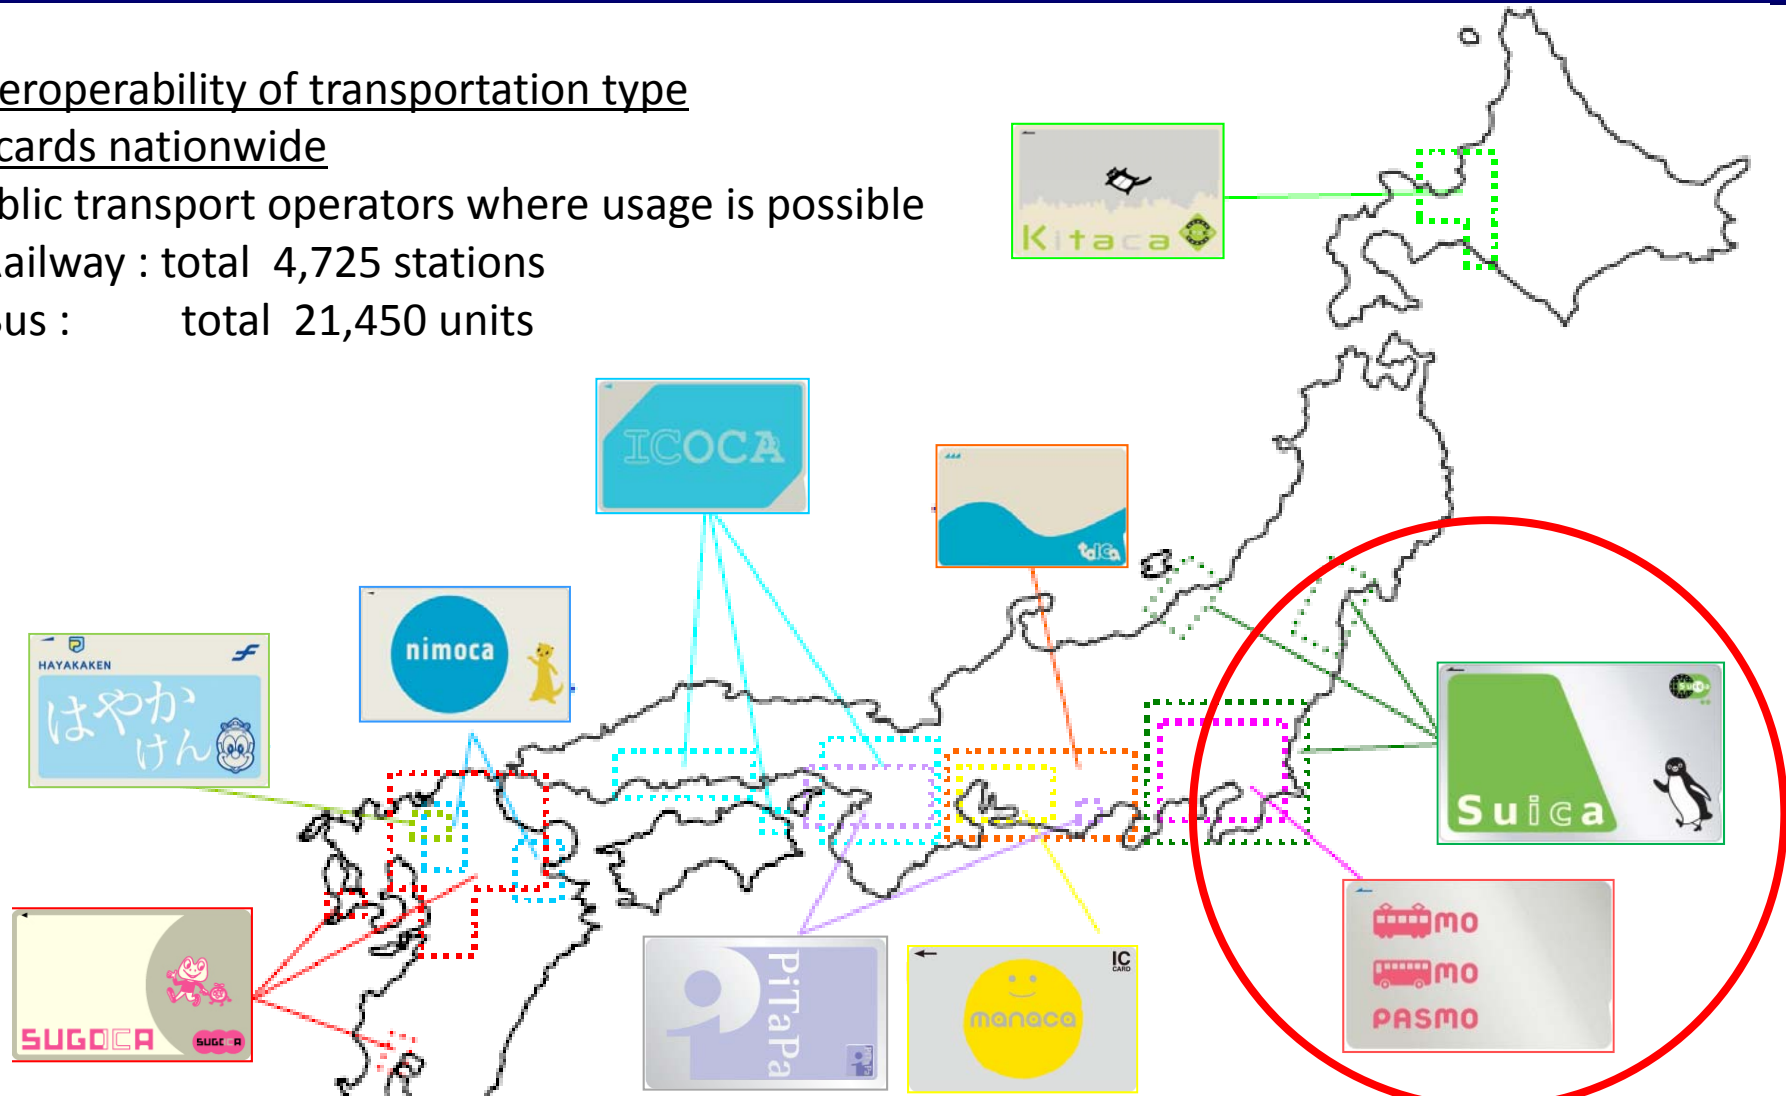 eroperability of transportation type
cards nationwide
blic transport operators where usage is possible
ailway : total 4,725 stations
us : total 21,450 units
Kitaca
ICOCA
toICa
nimoca
HAYAKAKEN
はやか
けん
Suica
Suica
mo
mo
PASMO
SUGOCA
SUGOCA
PiTaPa
IC
CARD
manaca